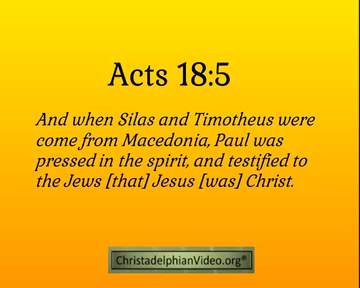 Acts 18:5
And when Silas and Timotheus were
come from Macedonia, Paul was
pressed in the spirit, and testified to
the Jews [that] Jesus [was] Christ.
ChristadelphianVideo.org®